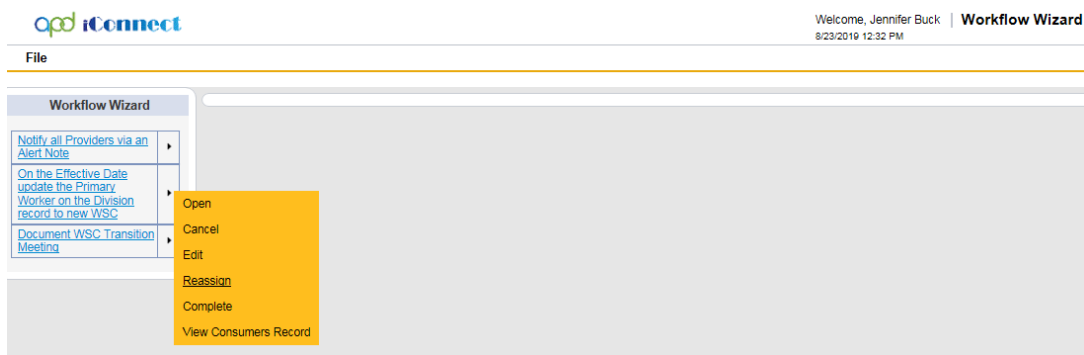 apd iConnect
Welcome, Jennifer Buck | Workflow Wizard
8/23/2019 12:32 PM
File
Workflow Wizard
Notify all Providers via an
Alert Note
On the Effective Date
update the Primary
Worker on the Division
record to new WSC
Document WSC Transition
Meeting
Open
Cancel
Edit
Reassign
Complete
View Consumers Record